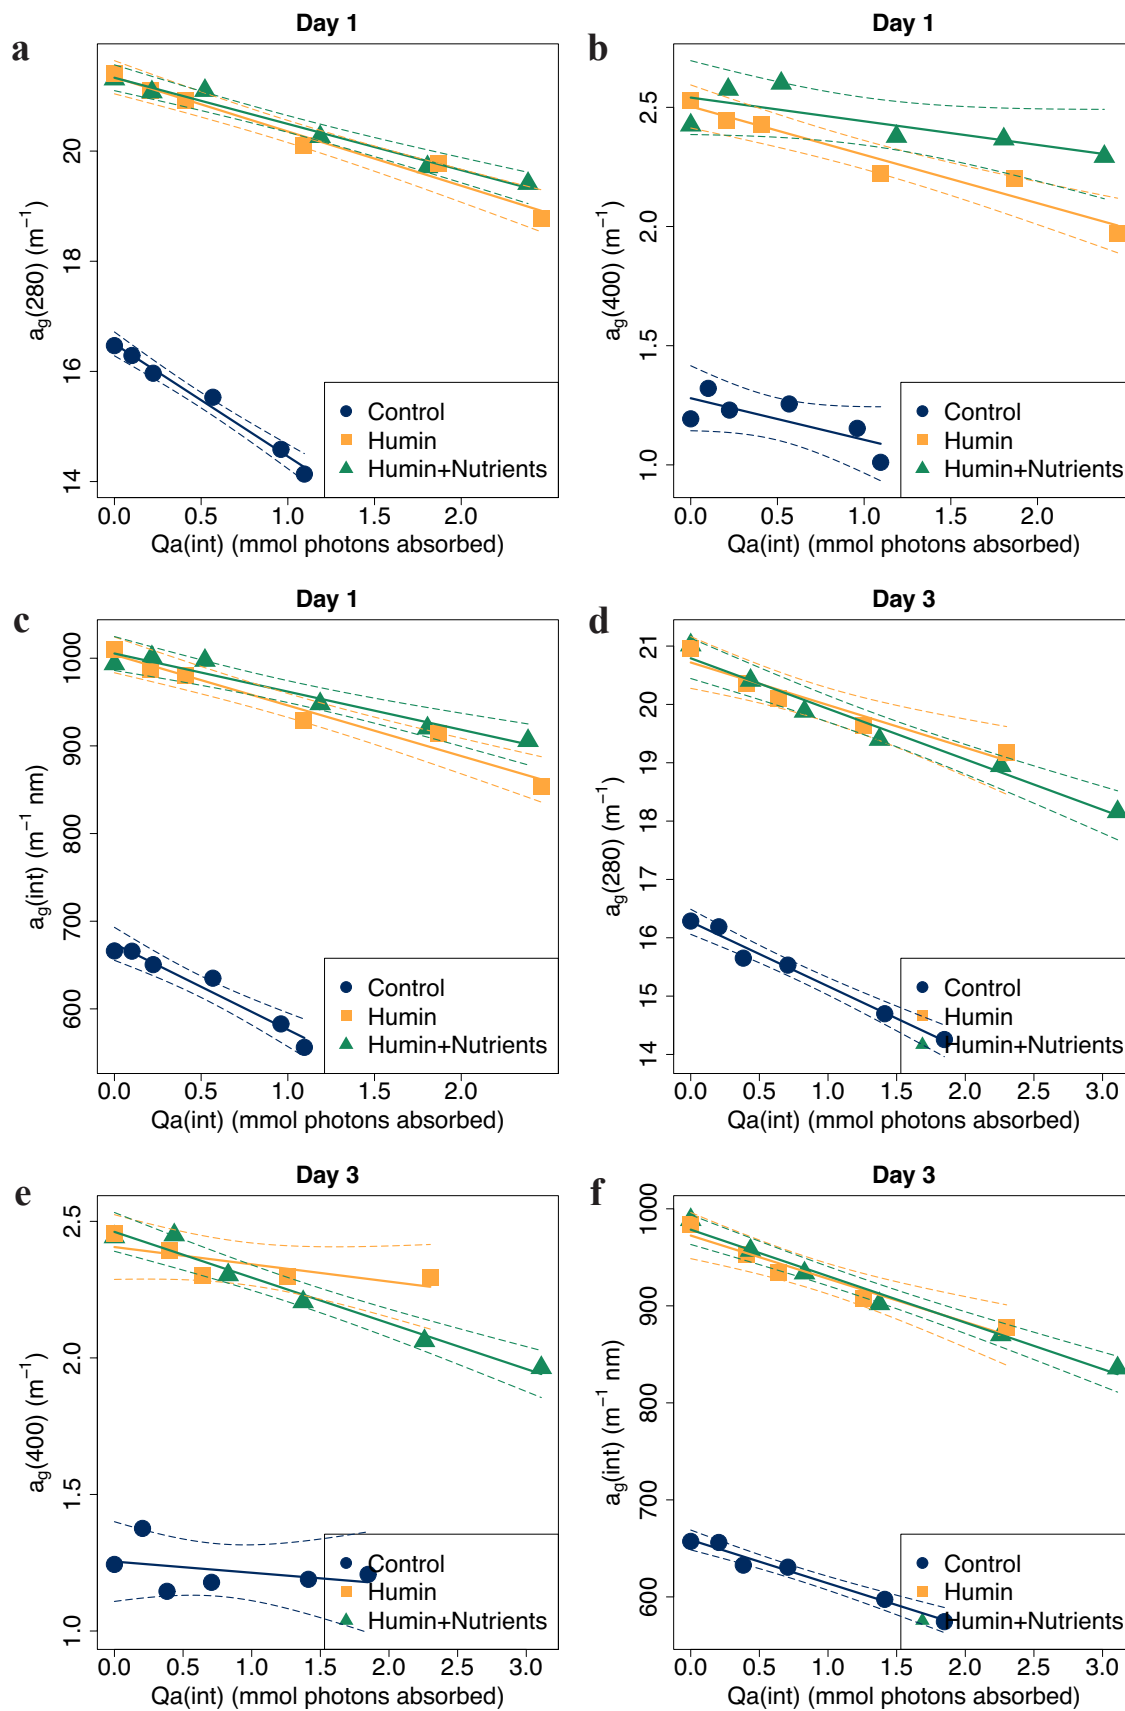 a
Day 1
20
18
16
14
a_g(280) (m⁻¹)
0.0 0.5 1.0 1.5 2.0
Qa(int) (mmol photons absorbed)
Control
Humin
Humin+Nutrients
b
Day 1
2.5
2.0
1.5
1.0
a_g(400) (m⁻¹)
0.0 0.5 1.0 1.5 2.0
Qa(int) (mmol photons absorbed)
Control
Humin
Humin+Nutrients
c
Day 1
1000
900
800
700
600
a_g(int) (m⁻¹ nm)
0.0 0.5 1.0 1.5 2.0
Qa(int) (mmol photons absorbed)
Control
Humin
Humin+Nutrients
d
Day 3
21
20
19
18
17
16
15
14
a_g(280) (m⁻¹)
0.0 0.5 1.0 1.5 2.0 2.5 3.0
Qa(int) (mmol photons absorbed)
Control
Humin
Humin+Nutrients
e
Day 3
2.5
2.0
1.5
1.0
a_g(400) (m⁻¹)
0.0 0.5 1.0 1.5 2.0 2.5 3.0
Qa(int) (mmol photons absorbed)
Control
Humin
Humin+Nutrients
f
Day 3
1000
900
800
700
600
a_g(int) (m⁻¹ nm)
0.0 0.5 1.0 1.5 2.0 2.5 3.0
Qa(int) (mmol photons absorbed)
Control
Humin
Humin+Nutrients